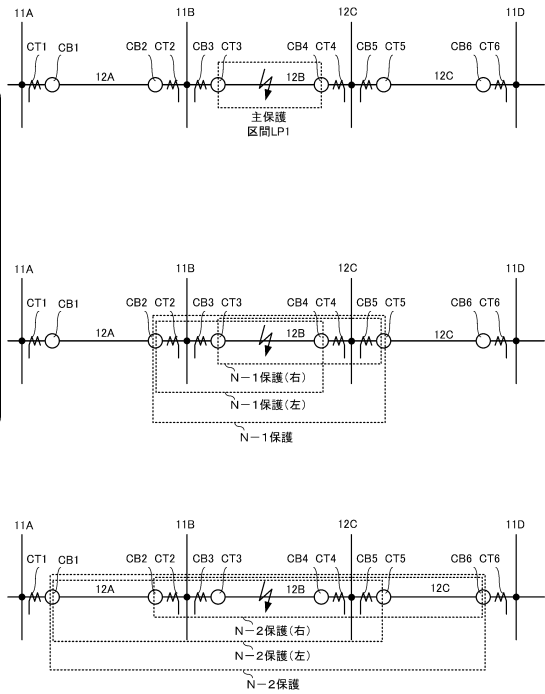 11A 11B 12C 11D
CT1 CB1 CB2 CT2 CB3 CT3 CB4 CT4 CB5 CT5 CB6 CT6
12A 12B 12C
主保護
区間LP1
11A 11B 12C 11D
CT1 CB1 CB2 CT2 CB3 CT3 CB4 CT4 CB5 CT5 CB6 CT6
12A 12B 12C
N－1保護(右)
N－1保護(左)
N－1保護
11A 11B 12C 11D
CT1 CB1 CB2 CT2 CB3 CT3 CB4 CT4 CB5 CT5 CB6 CT6
12A 12B 12C
N－2保護(右)
N－2保護(左)
N－2保護